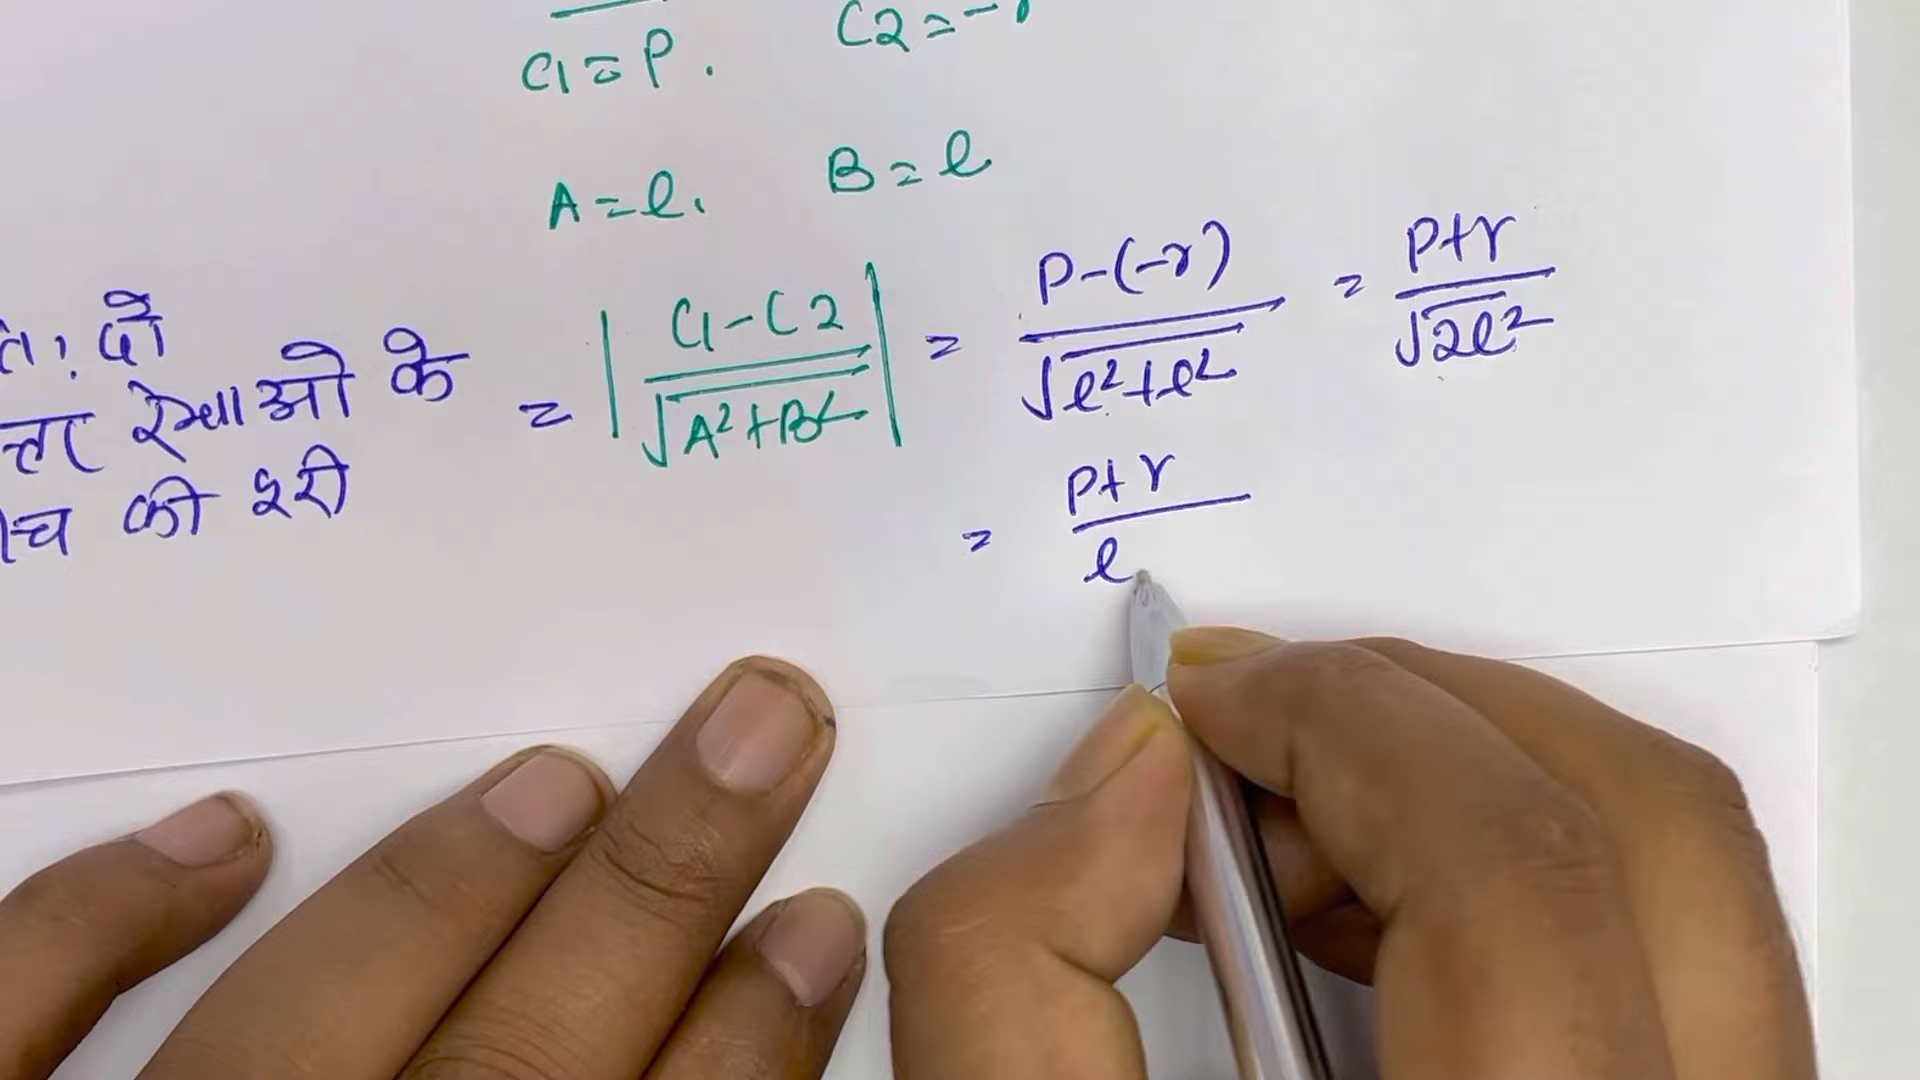 C1 = P . C2 = -
A = l, B = l
दो
रेखाओ के = | C1-C2 / √A²+B² | = P-(-r) / √l²+l² = P+r / √2l²
की दूरी
= P+r / l